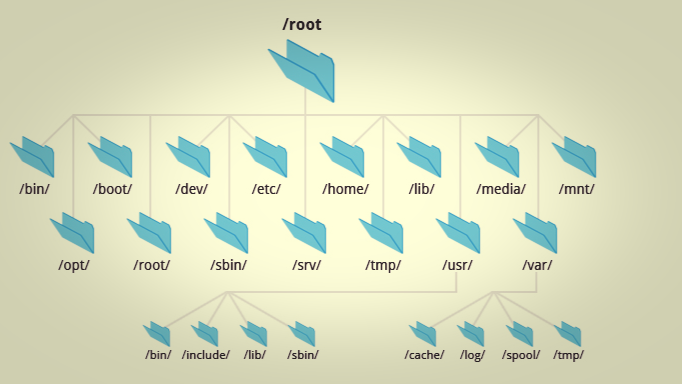 /root
/bin/ /boot/ /dev/ /etc/ /home/ /lib/ /media/ /mnt/
/opt/ /root/ /sbin/ /srv/ /tmp/ /usr/ /var/
/bin/ /include/ /lib/ /sbin/ /cache/ /log/ /spool/ /tmp/